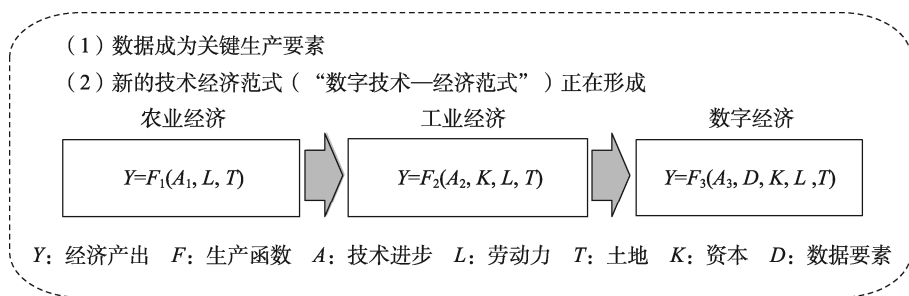 （1）数据成为关键生产要素
（2）新的技术经济范式（“数字技术—经济范式”）正在形成
农业经济 工业经济 数字经济
Y=F₁(A₁, L, T) Y=F₂(A₂, K, L, T) Y=F₃(A₃, D, K, L ,T)
Y: 经济产出 F: 生产函数 A: 技术进步 L: 劳动力 T: 土地 K: 资本 D: 数据要素